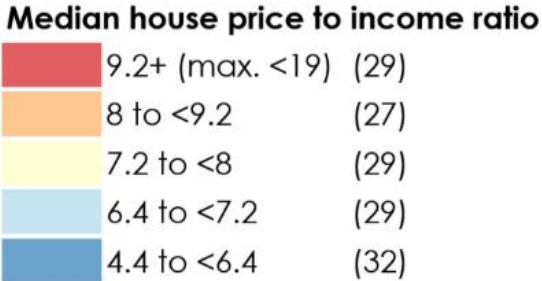 Median house price to income ratio
9.2+ (max. <19) (29)
8 to <9.2 (27)
7.2 to <8 (29)
6.4 to <7.2 (29)
4.4 to <6.4 (32)